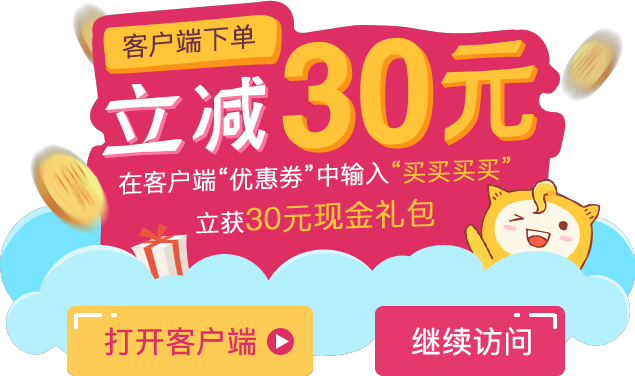 客户端下单
立减30元
在客户端“优惠券”中输入“买买买买”
立获30元现金礼包
打开客户端
继续访问